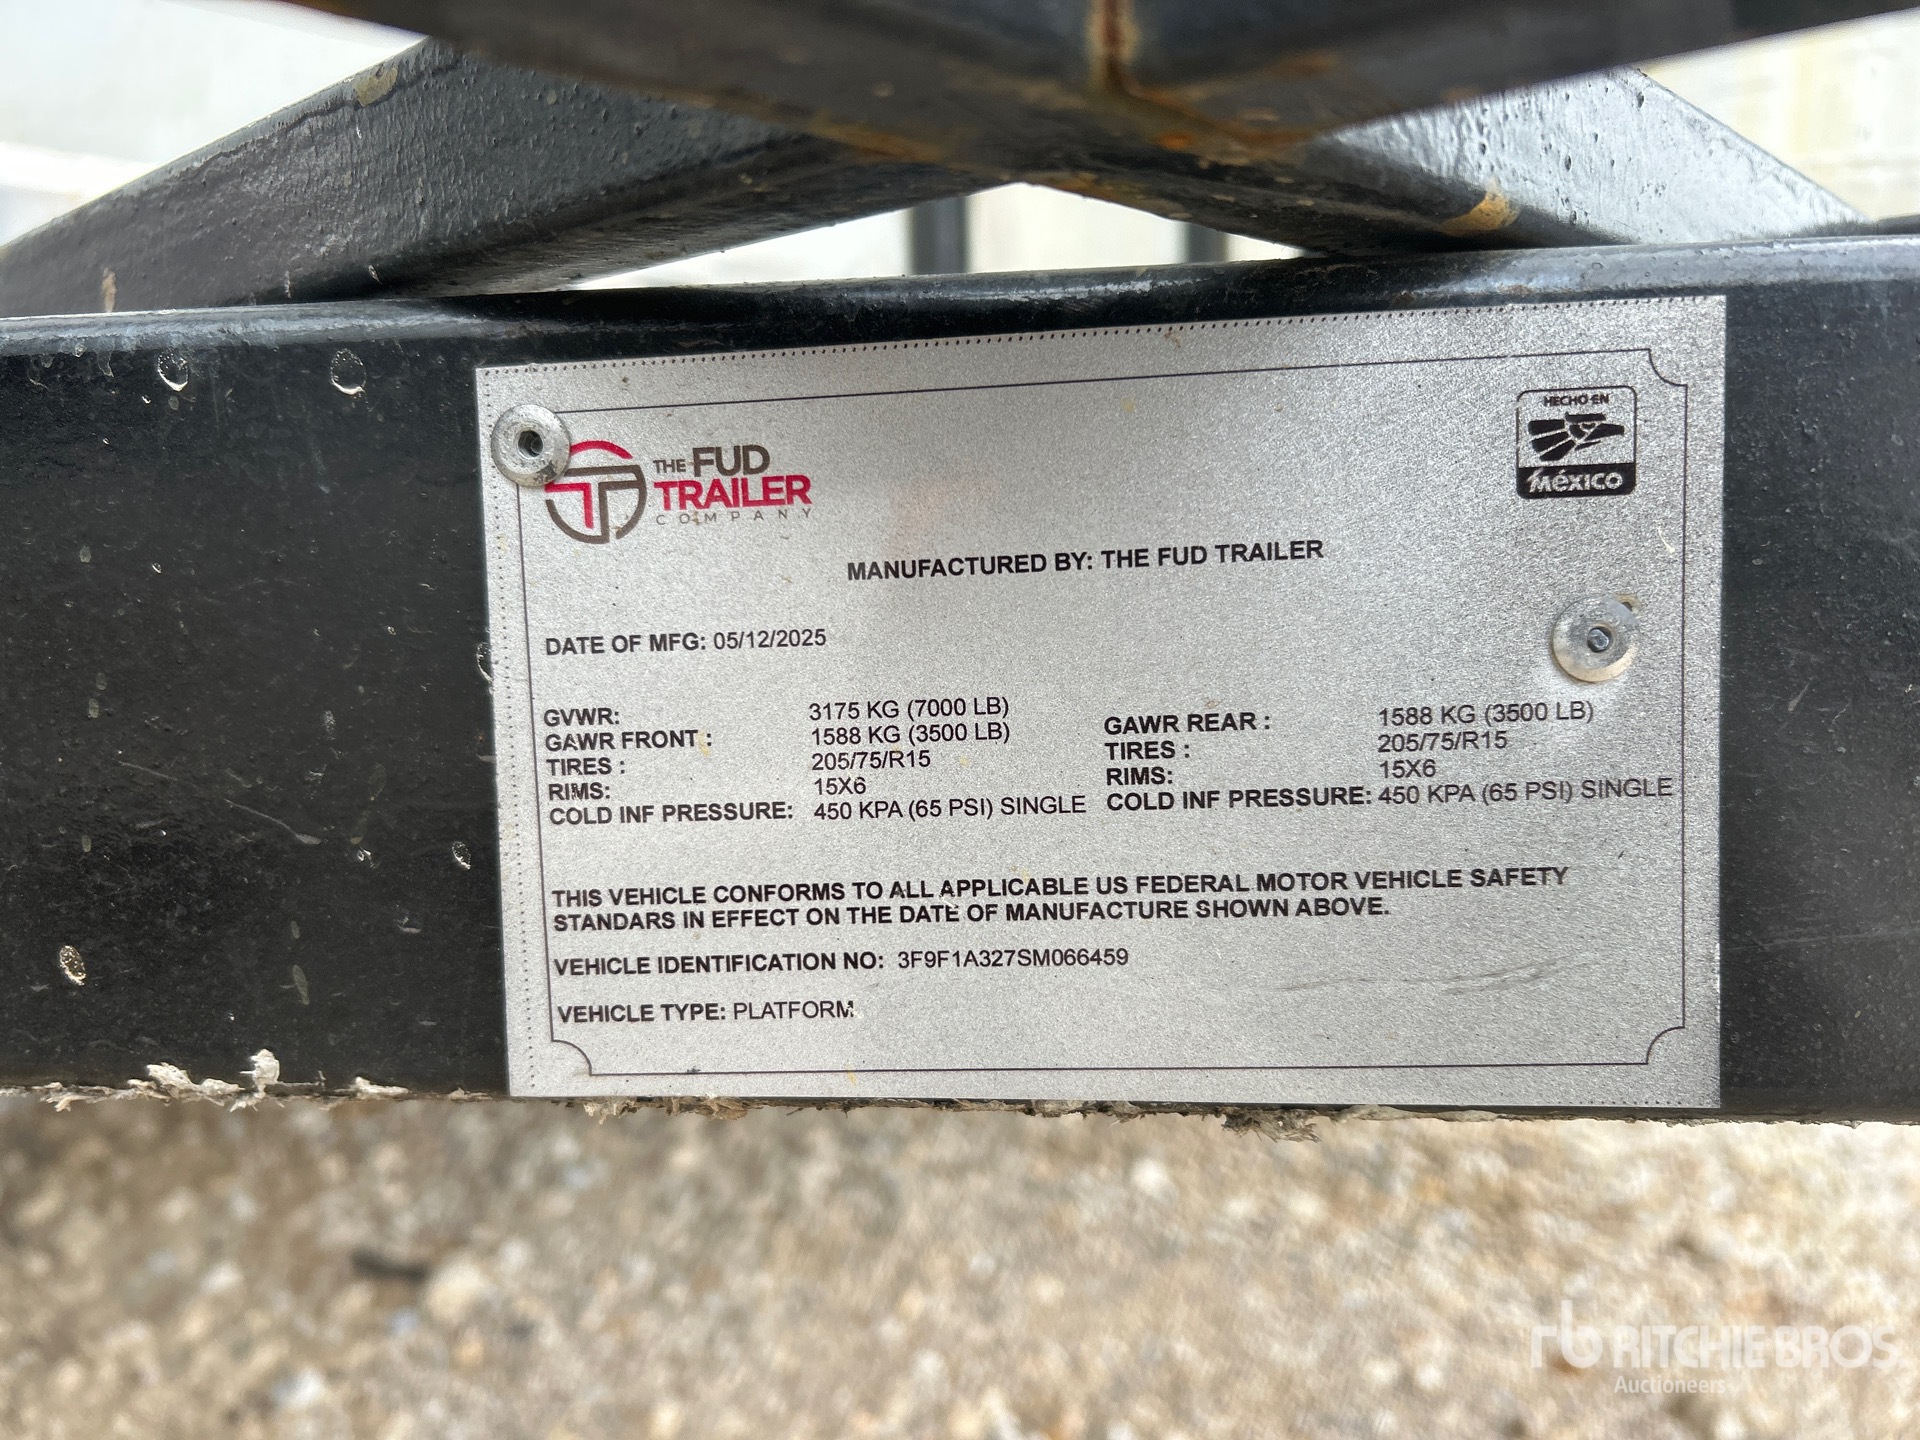 THE FUD
TRAILER
COMPANY
HECHO EN
MÉXICO
MANUFACTURED BY: THE FUD TRAILER
DATE OF MFG: 05/12/2025
GVWR: 3175 KG (7000 LB)
GAWR FRONT : 1588 KG (3500 LB)
TIRES : 205/75/R15
RIMS: 15X6
COLD INF PRESSURE: 450 KPA (65 PSI) SINGLE
GAWR REAR : 1588 KG (3500 LB)
TIRES : 205/75/R15
RIMS: 15X6
COLD INF PRESSURE: 450 KPA (65 PSI) SINGLE
THIS VEHICLE CONFORMS TO ALL APPLICABLE US FEDERAL MOTOR VEHICLE SAFETY
STANDARS IN EFFECT ON THE DATE OF MANUFACTURE SHOWN ABOVE.
VEHICLE IDENTIFICATION NO: 3F9F1A327SM066459
VEHICLE TYPE: PLATFORM
rb RITCHIE BROS.
Auctioneers